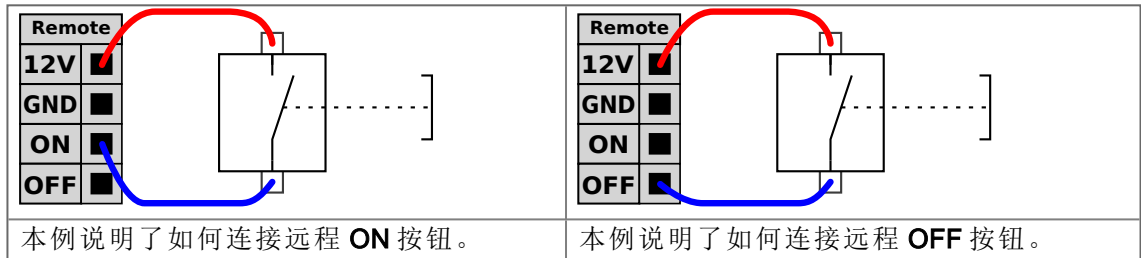 Remote
12V
GND
ON
OFF
本例说明了如何连接远程 ON 按钮。
Remote
12V
GND
ON
OFF
本例说明了如何连接远程 OFF 按钮。